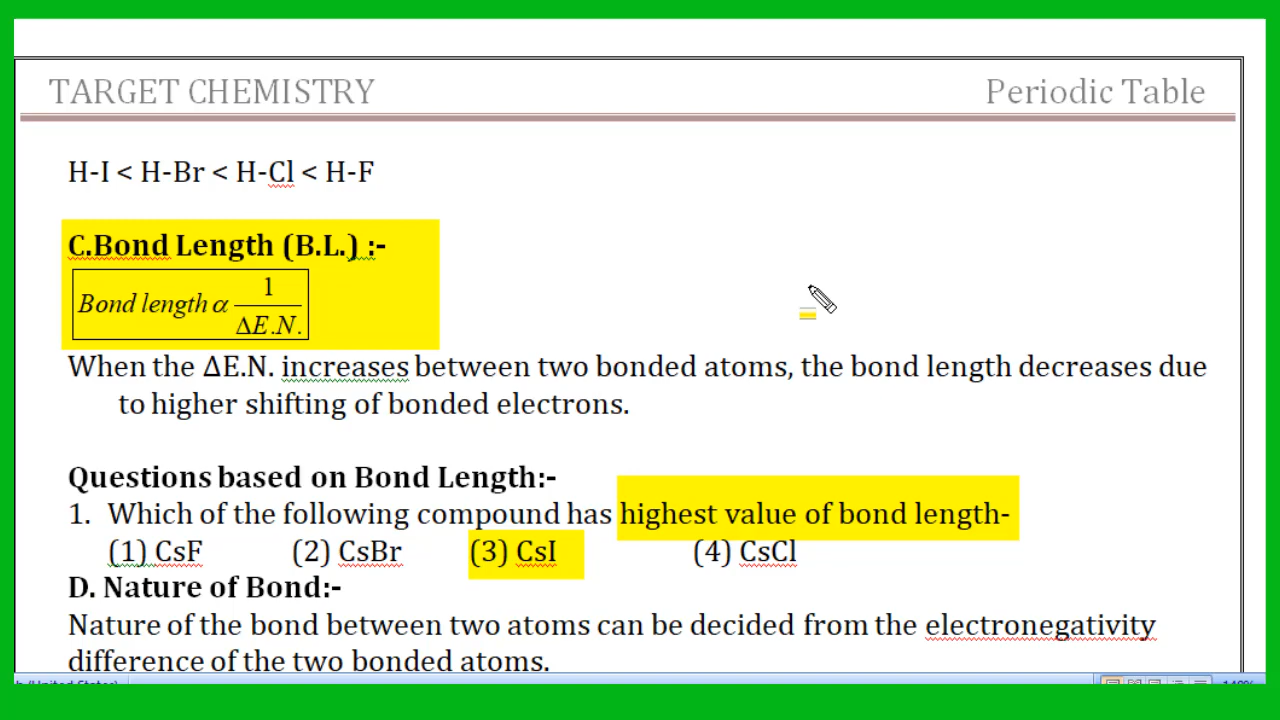 TARGET CHEMISTRY Periodic Table
H-I < H-Br < H-Cl < H-F
C.Bond Length (B.L.) :-
Bond length α 1/ΔE.N.
When the ΔE.N. increases between two bonded atoms, the bond length decreases due
to higher shifting of bonded electrons.
Questions based on Bond Length:-
1. Which of the following compound has highest value of bond length-
(1) CsF (2) CsBr (3) CsI (4) CsCl
D. Nature of Bond:-
Nature of the bond between two atoms can be decided from the electronegativity
difference of the two bonded atoms.